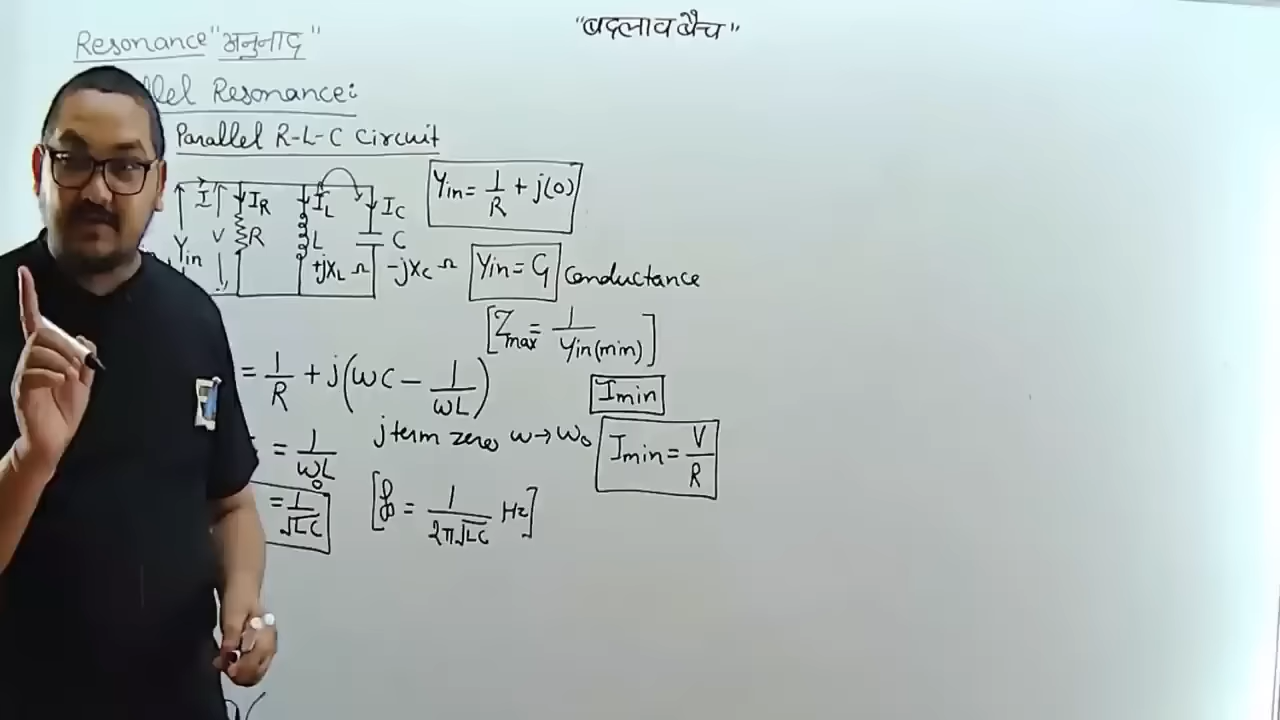 Resonance "अनुनाद"
"बदलाव बैच"
llel Resonance:
Parallel R-L-C Circuit
I V Yin
IR R
IL L +jXL Ω
IC C -jXC Ω
Yin = 1/R + j(0)
Yin = G Conductance
[Zmax = 1/Yin(min)]
= 1/R + j(ωC - 1/ωL)
Imin
j term zero ω → ω0
= 1/ω0L
Imin = V/R
= 1/√LC
[f0 = 1/2π√LC Hz]